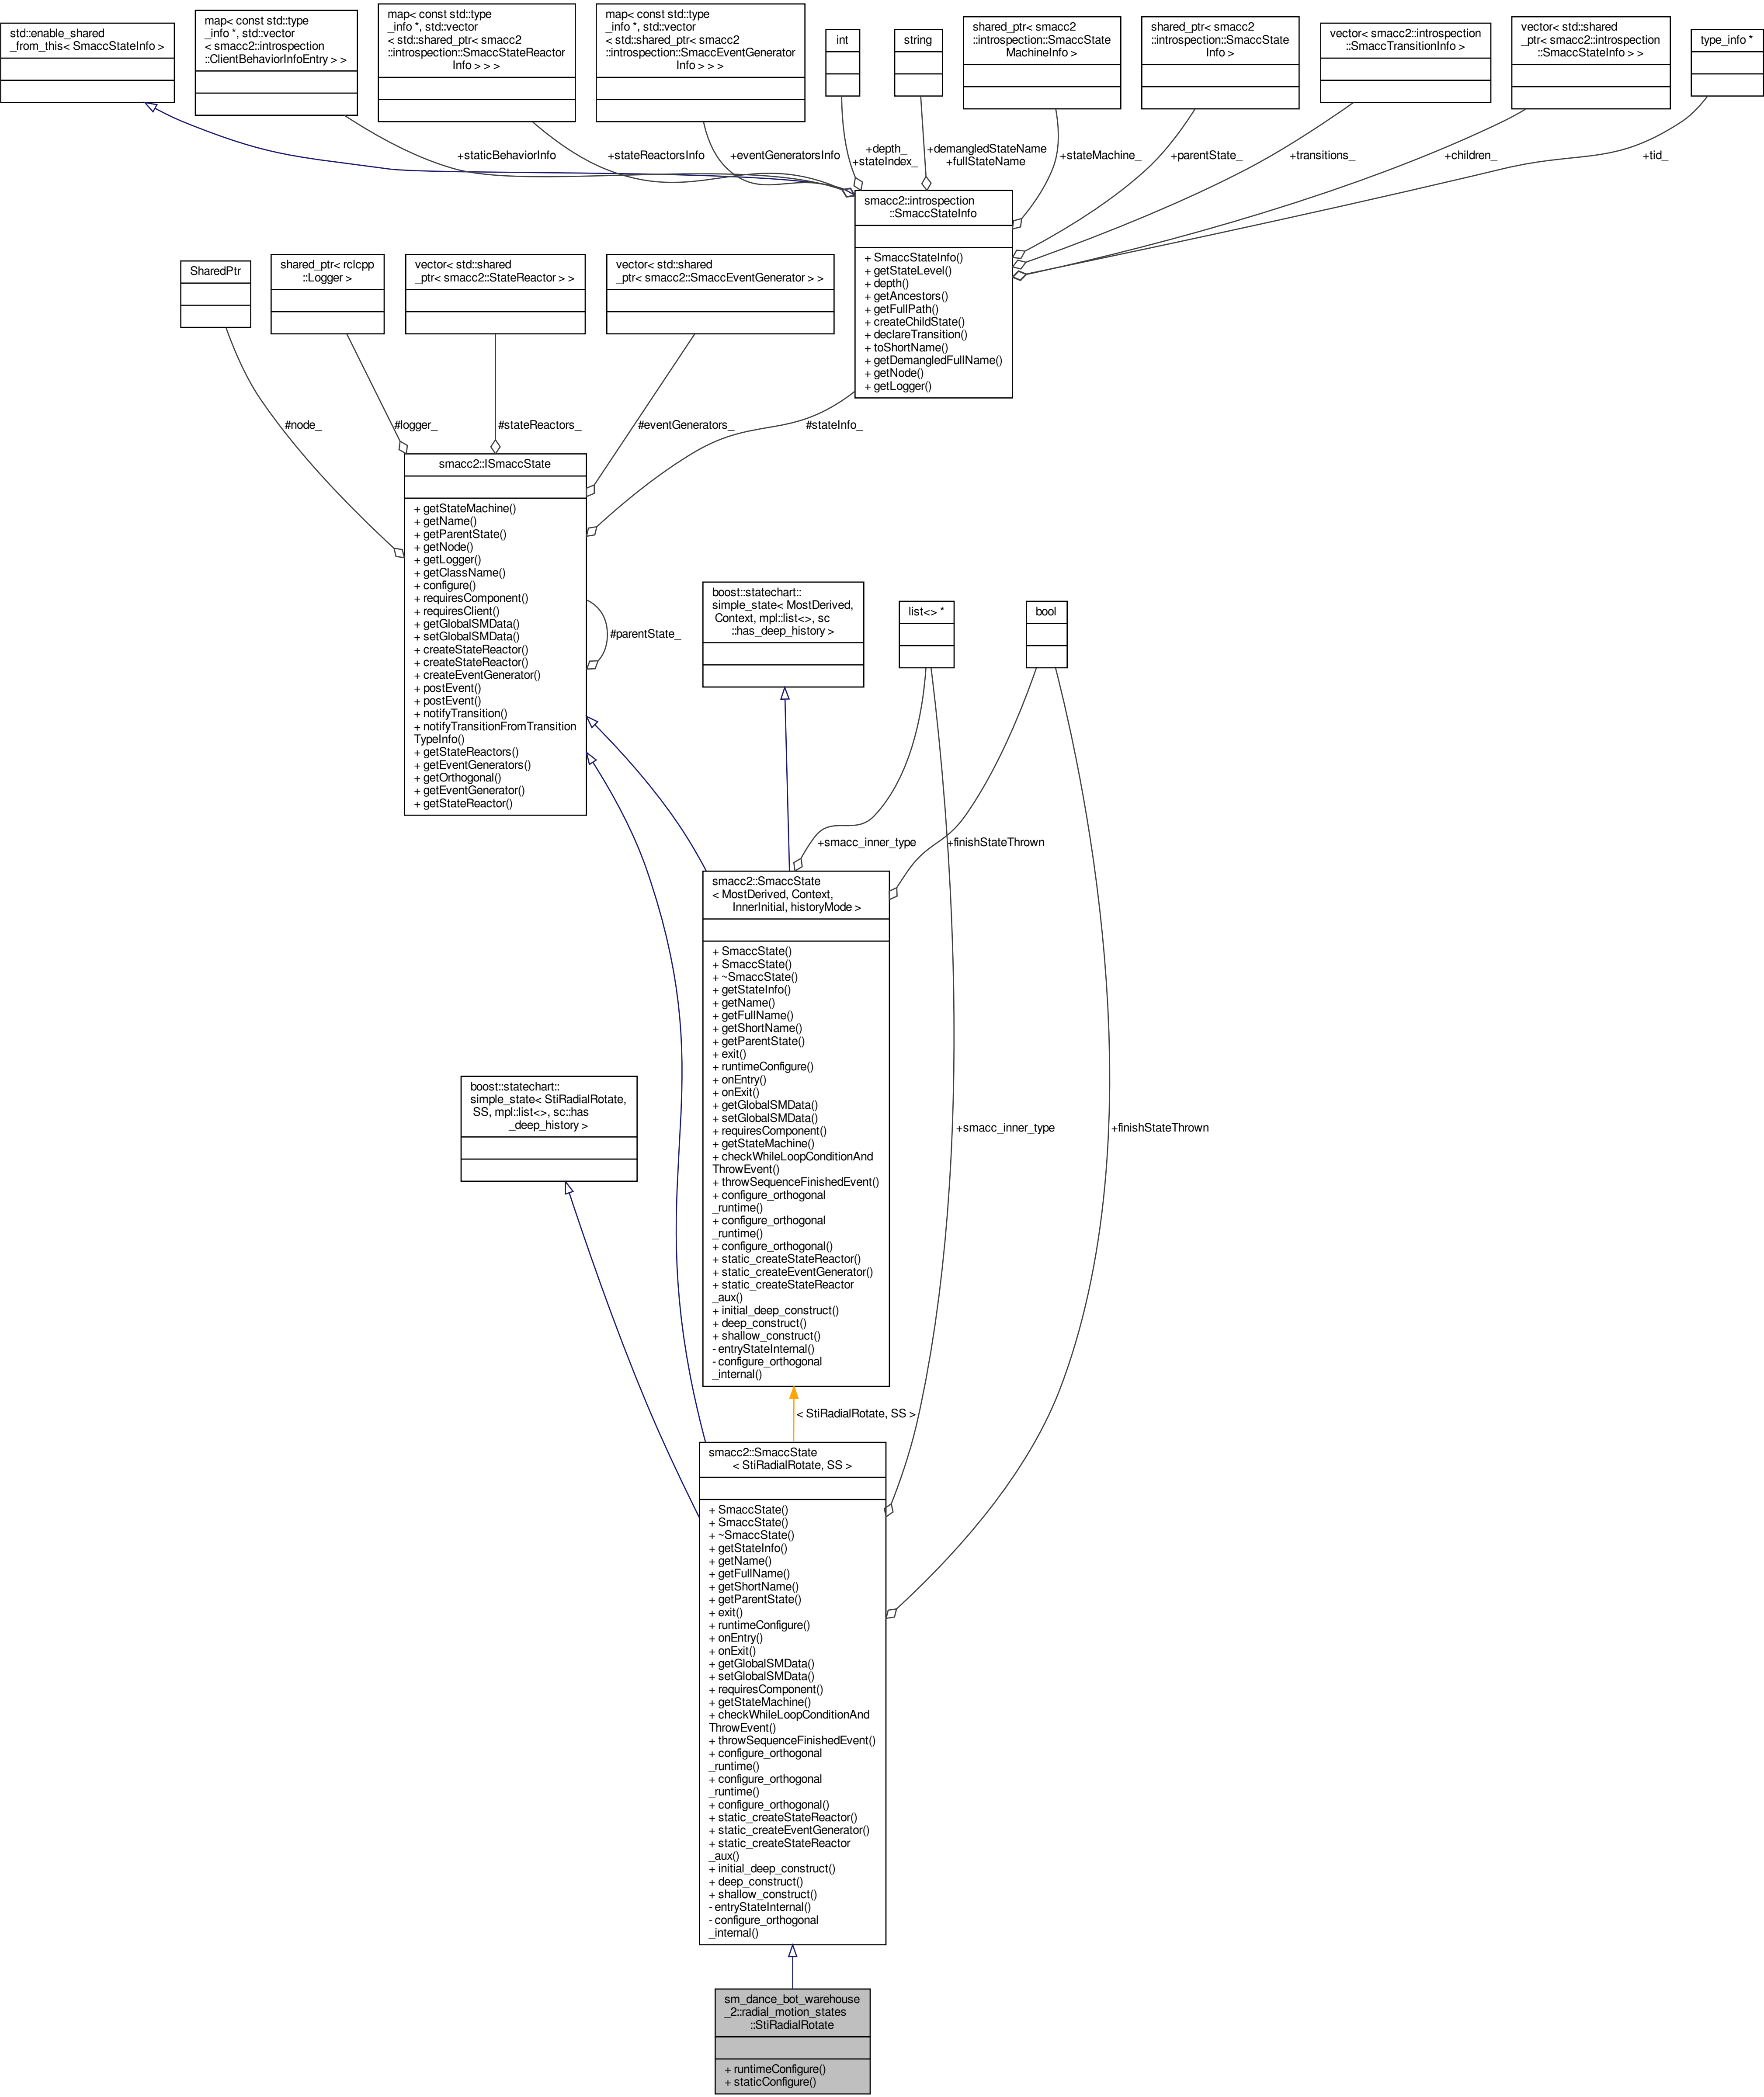 std::enable_shared
_from_this< SmaccStateInfo >
map< const std::type
_info *, std::vector
< smacc2::introspection
::ClientBehaviorInfoEntry > >
map< const std::type
_info *, std::vector
< std::shared_ptr< smacc2
::introspection::SmaccStateReactor
Info > > >
map< const std::type
_info *, std::vector
< std::shared_ptr< smacc2
::introspection::SmaccEventGenerator
Info > > >
int
string
shared_ptr< smacc2
::introspection::SmaccState
MachineInfo >
shared_ptr< smacc2
::introspection::SmaccState
Info >
vector< smacc2::introspection
::SmaccTransitionInfo >
vector< std::shared
_ptr< smacc2::introspection
::SmaccStateInfo > >
type_info *
+staticBehaviorInfo
+stateReactorsInfo
+eventGeneratorsInfo
+depth_
+stateIndex_
+demangledStateName
+fullStateName
+stateMachine_
+parentState_
+transitions_
+children_
+tid_
smacc2::introspection
::SmaccStateInfo
+ SmaccStateInfo()
+ getStateLevel()
+ depth()
+ getAncestors()
+ getFullPath()
+ createChildState()
+ declareTransition()
+ toShortName()
+ getDemangledFullName()
+ getNode()
+ getLogger()
SharedPtr
shared_ptr< rclcpp
::Logger >
vector< std::shared
_ptr< smacc2::StateReactor > >
vector< std::shared
_ptr< smacc2::SmaccEventGenerator > >
#node_
#logger_
#stateReactors_
#eventGenerators_
#stateInfo_
smacc2::ISmaccState
+ getStateMachine()
+ getName()
+ getParentState()
+ getNode()
+ getLogger()
+ getClassName()
+ configure()
+ requiresComponent()
+ requiresClient()
+ getGlobalSMData()
+ setGlobalSMData()
+ createStateReactor()
+ createStateReactor()
+ createEventGenerator()
+ postEvent()
+ postEvent()
+ notifyTransition()
+ notifyTransitionFromTransition
TypeInfo()
+ getStateReactors()
+ getEventGenerators()
+ getOrthogonal()
+ getEventGenerator()
+ getStateReactor()
#parentState_
boost::statechart::
simple_state< MostDerived,
Context, mpl::list<>, sc
::has_deep_history >
list<> *
bool
+smacc_inner_type
+finishStateThrown
smacc2::SmaccState
< MostDerived, Context,
InnerInitial, historyMode >
+ SmaccState()
+ SmaccState()
+ ~SmaccState()
+ getStateInfo()
+ getName()
+ getFullName()
+ getShortName()
+ getParentState()
+ exit()
+ runtimeConfigure()
+ onEntry()
+ onExit()
+ getGlobalSMData()
+ setGlobalSMData()
+ requiresComponent()
+ getStateMachine()
+ checkWhileLoopConditionAnd
ThrowEvent()
+ throwSequenceFinishedEvent()
+ configure_orthogonal
_runtime()
+ configure_orthogonal
_runtime()
+ configure_orthogonal()
+ static_createStateReactor()
+ static_createEventGenerator()
+ static_createStateReactor
_aux()
+ initial_deep_construct()
+ deep_construct()
+ shallow_construct()
- entryStateInternal()
- configure_orthogonal
_internal()
boost::statechart::
simple_state< StiRadialRotate,
SS, mpl::list<>, sc::has
_deep_history >
+smacc_inner_type
+finishStateThrown
< StiRadialRotate, SS >
smacc2::SmaccState
< StiRadialRotate, SS >
+ SmaccState()
+ SmaccState()
+ ~SmaccState()
+ getStateInfo()
+ getName()
+ getFullName()
+ getShortName()
+ getParentState()
+ exit()
+ runtimeConfigure()
+ onEntry()
+ onExit()
+ getGlobalSMData()
+ setGlobalSMData()
+ requiresComponent()
+ getStateMachine()
+ checkWhileLoopConditionAnd
ThrowEvent()
+ throwSequenceFinishedEvent()
+ configure_orthogonal
_runtime()
+ configure_orthogonal
_runtime()
+ configure_orthogonal()
+ static_createStateReactor()
+ static_createEventGenerator()
+ static_createStateReactor
_aux()
+ initial_deep_construct()
+ deep_construct()
+ shallow_construct()
- entryStateInternal()
- configure_orthogonal
_internal()
sm_dance_bot_warehouse
_2::radial_motion_states
::StiRadialRotate
+ runtimeConfigure()
+ staticConfigure()